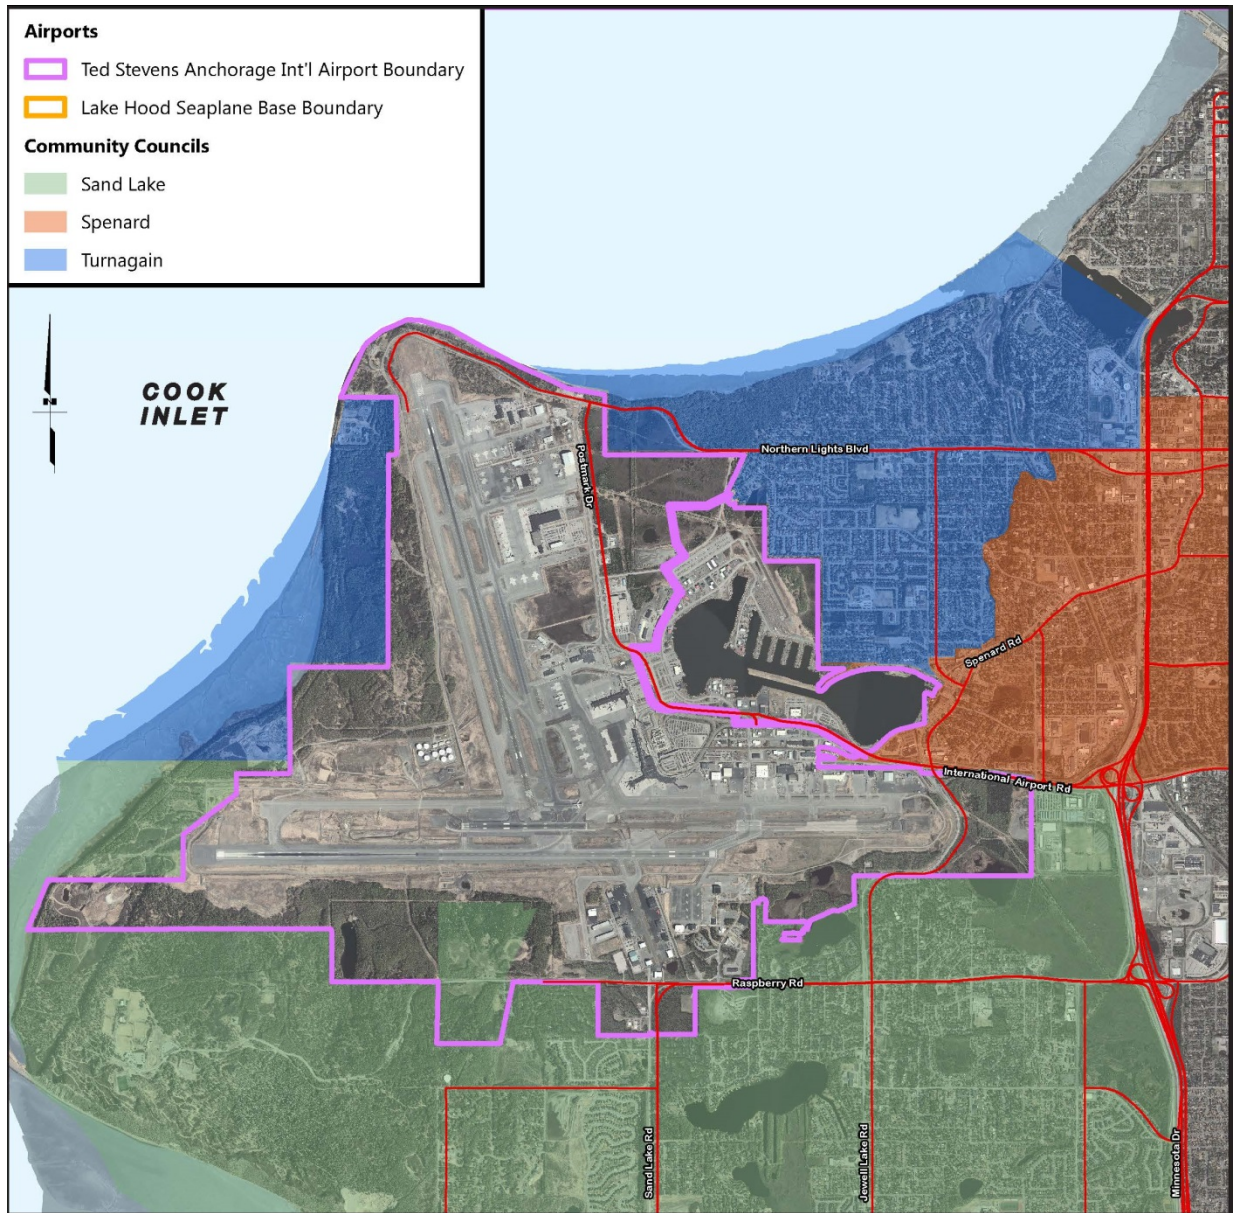 Airports
Ted Stevens Anchorage Int'l Airport Boundary
Lake Hood Seaplane Base Boundary
Community Councils
Sand Lake
Spenard
Turnagain
N
COOK
INLET
Northern Lights Blvd
Postmark Dr
Spenard Rd
International Airport Rd
Raspberry Rd
Sand Lake Rd
Jewell Lake Rd
Minnesota Dr